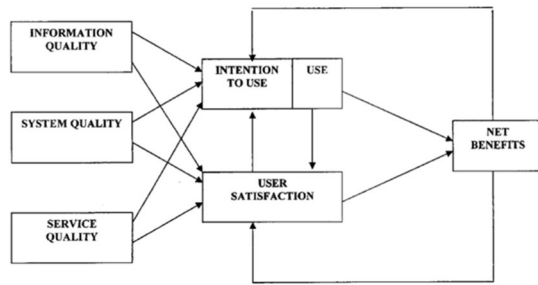 INFORMATION
QUALITY
INTENTION
TO USE
USE
SYSTEM QUALITY
NET
BENEFITS
USER
SATISFACTION
SERVICE
QUALITY